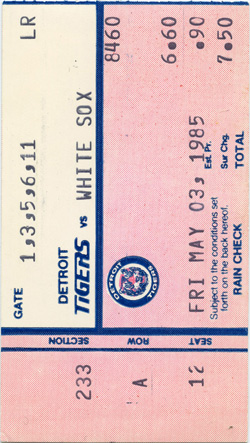 GATE 1,3,5,6,11 LR
DETROIT
TIGERS vs WHITE SOX
8460
DETROIT TIGERS
FRI MAY 03, 1985
6.60
Est. Pr.
.90
Sur Chg.
7.50
TOTAL
Subject to the conditions set
forth on the back hereof.
RAIN CHECK
SECTION
233
ROW
A
SEAT
12